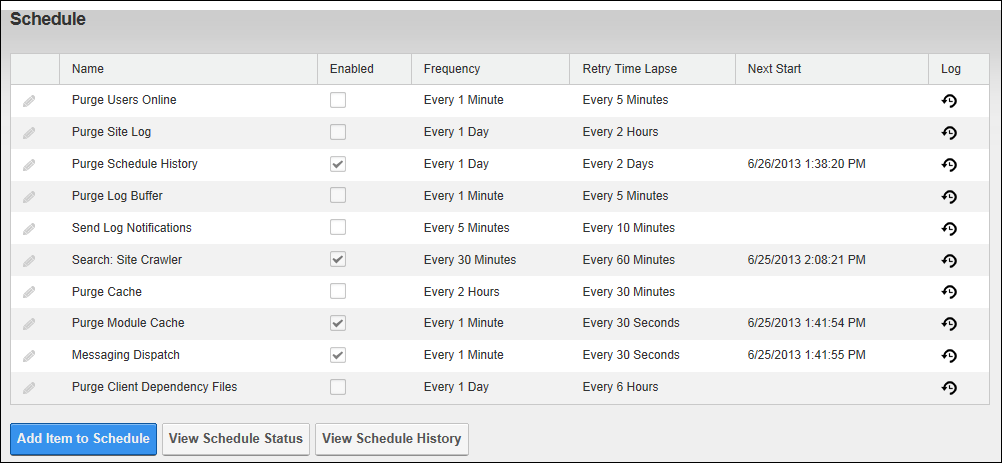 Schedule
Name Enabled Frequency Retry Time Lapse Next Start Log
Purge Users Online Every 1 Minute Every 5 Minutes
Purge Site Log Every 1 Day Every 2 Hours
Purge Schedule History Every 1 Day Every 2 Days 6/26/2013 1:38:20 PM
Purge Log Buffer Every 1 Minute Every 5 Minutes
Send Log Notifications Every 5 Minutes Every 10 Minutes
Search: Site Crawler Every 30 Minutes Every 60 Minutes 6/25/2013 2:08:21 PM
Purge Cache Every 2 Hours Every 30 Minutes
Purge Module Cache Every 1 Minute Every 30 Seconds 6/25/2013 1:41:54 PM
Messaging Dispatch Every 1 Minute Every 30 Seconds 6/25/2013 1:41:55 PM
Purge Client Dependency Files Every 1 Day Every 6 Hours
Add Item to Schedule View Schedule Status View Schedule History